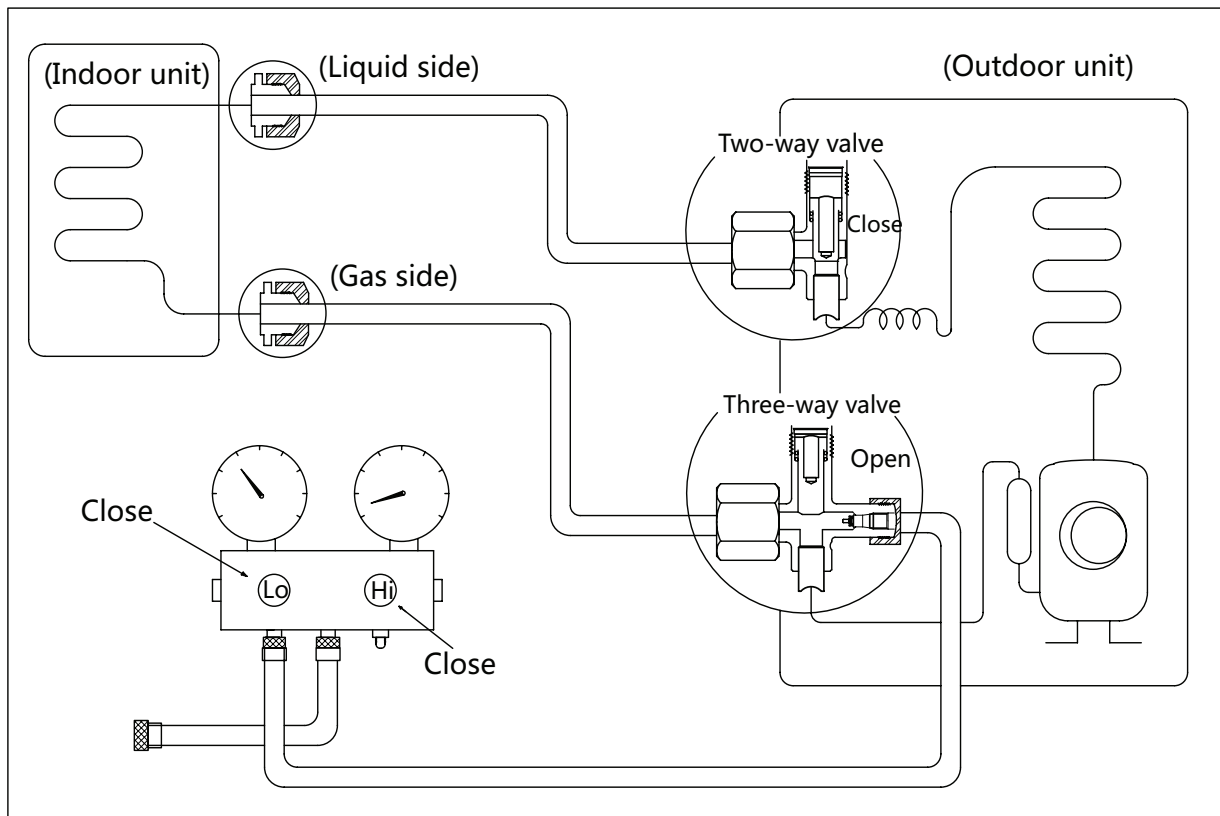 (Indoor unit)
(Liquid side)
(Outdoor unit)
Two-way valve
Close
(Gas side)
Three-way valve
Open
Close
Lo
Hi
Close